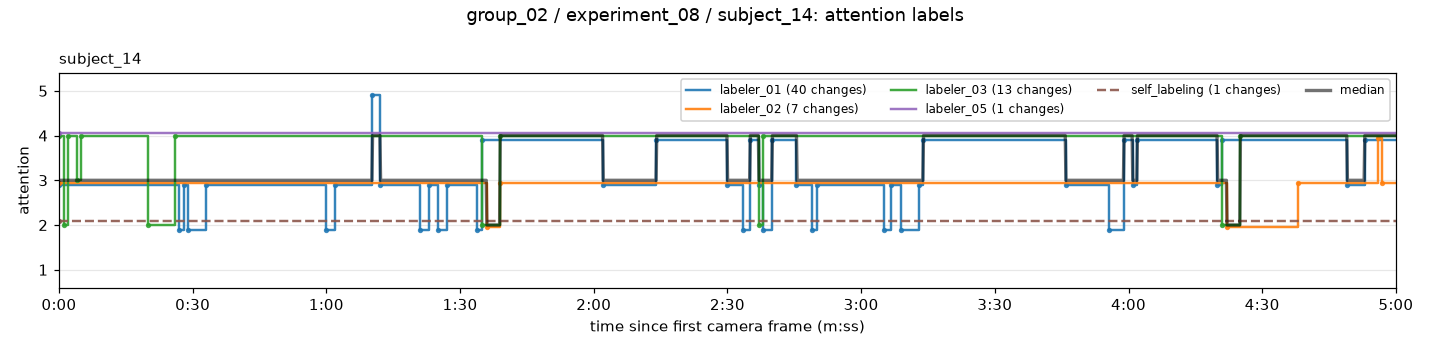 group_02 / experiment_08 / subject_14: attention labels
subject_14
labeler_01 (40 changes)
labeler_02 (7 changes)
labeler_03 (13 changes)
labeler_05 (1 changes)
self_labeling (1 changes)
median
attention
5
4
3
2
1
0:00 0:30 1:00 1:30 2:00 2:30 3:00 3:30 4:00 4:30 5:00
time since first camera frame (m:ss)